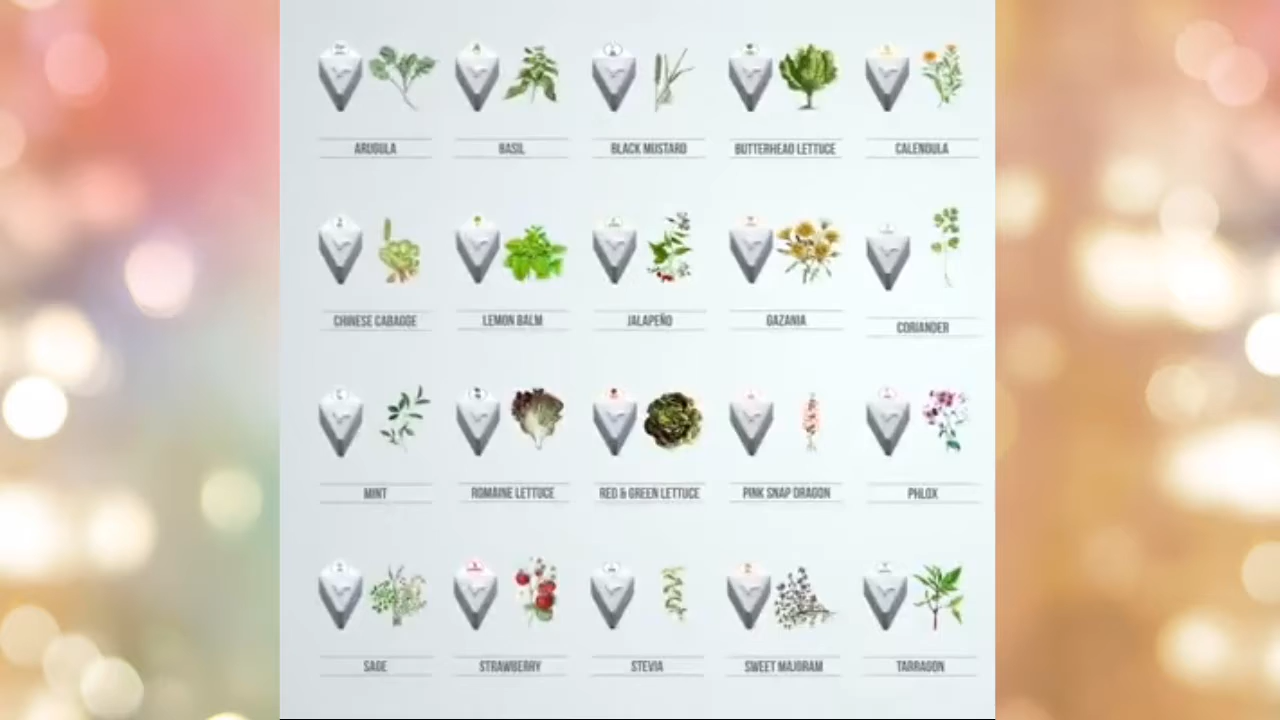 ARUGULA
BASIL
BLACK MUSTARD
BUTTERHEAD LETTUCE
CALENDULA
CHINESE CABAGGE
LEMON BALM
JALAPEÑO
GAZANIA
CORIANDER
MINT
ROMAINE LETTUCE
RED & GREEN LETTUCE
PINK SNAP DRAGON
PHLOX
SAGE
STRAWBERRY
STEVIA
SWEET MAJORAM
TARRAGON